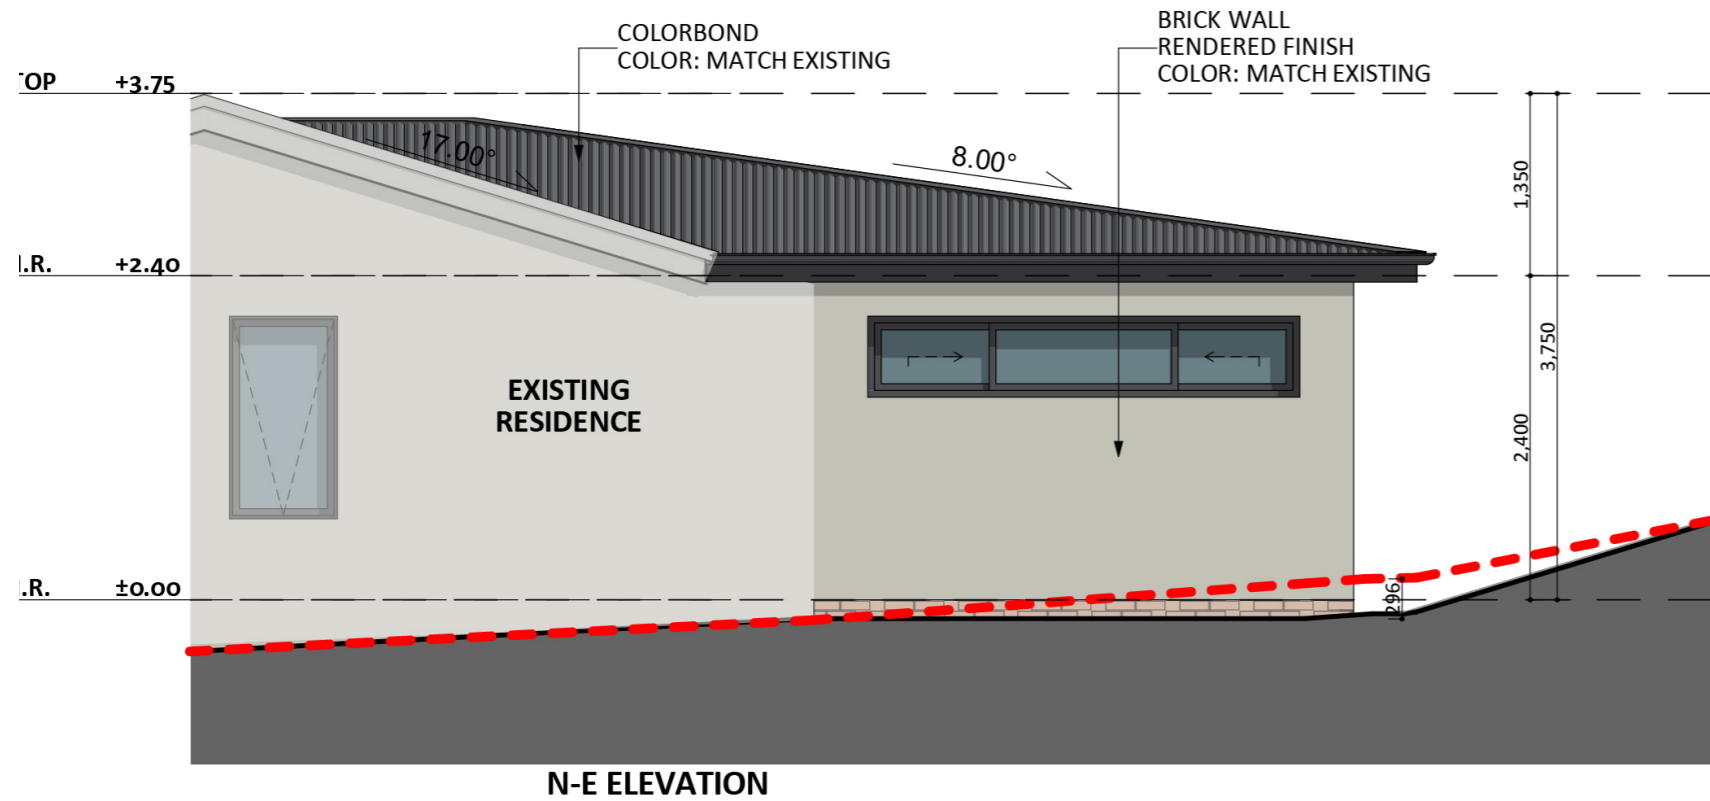 COLORBOND
COLOR: MATCH EXISTING
BRICK WALL
RENDERED FINISH
COLOR: MATCH EXISTING
TOP +3.75
17.00°
8.00°
1,350
.R. +2.40
3,750
EXISTING
RESIDENCE
2,400
.R. ±0.00
296
N-E ELEVATION